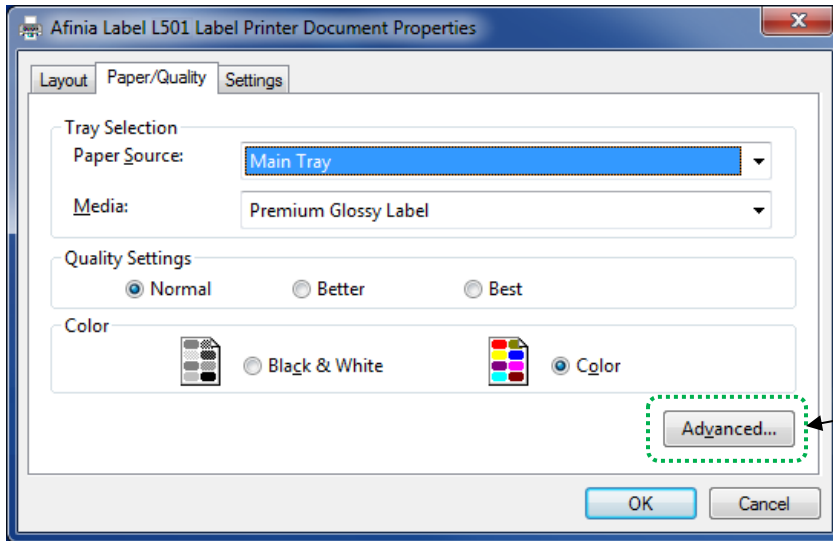 Afinia Label L501 Label Printer Document Properties
Layout Paper/Quality Settings
Tray Selection
Paper Source: Main Tray
Media: Premium Glossy Label
Quality Settings
Normal Better Best
Color
Black & White Color
Advanced...
OK Cancel